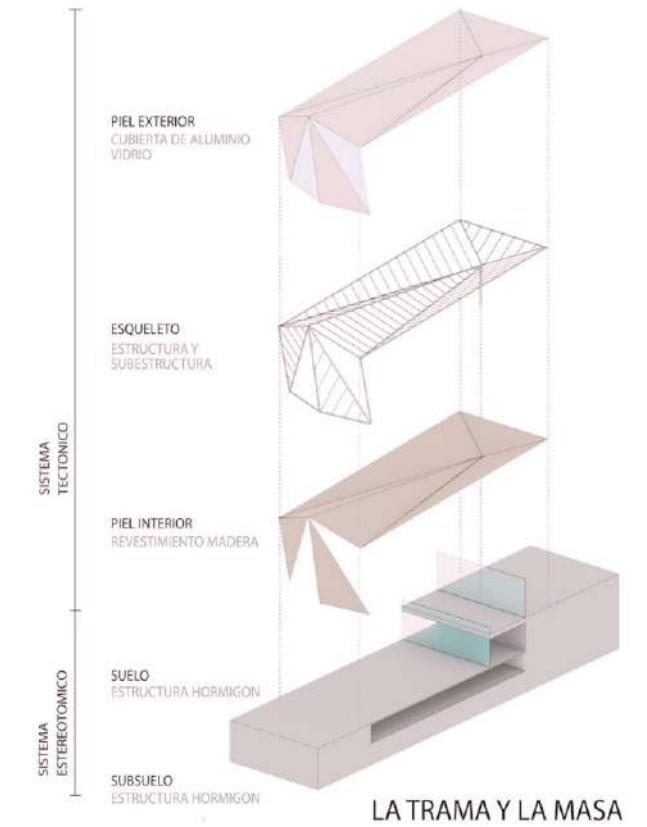 PIEL EXTERIOR
CUBIERTA DE ALUMINIO
VIDRIO
ESQUELETO
ESTRUCTURA Y
SUBESTRUCTURA
SISTEMA
TECTONICO
PIEL INTERIOR
REVESTIMIENTO MADERA
SUELO
ESTRUCTURA HORMIGON
SISTEMA
ESTEREOTOMICO
SUBSUELO
ESTRUCTURA HORMIGON
LA TRAMA Y LA MASA